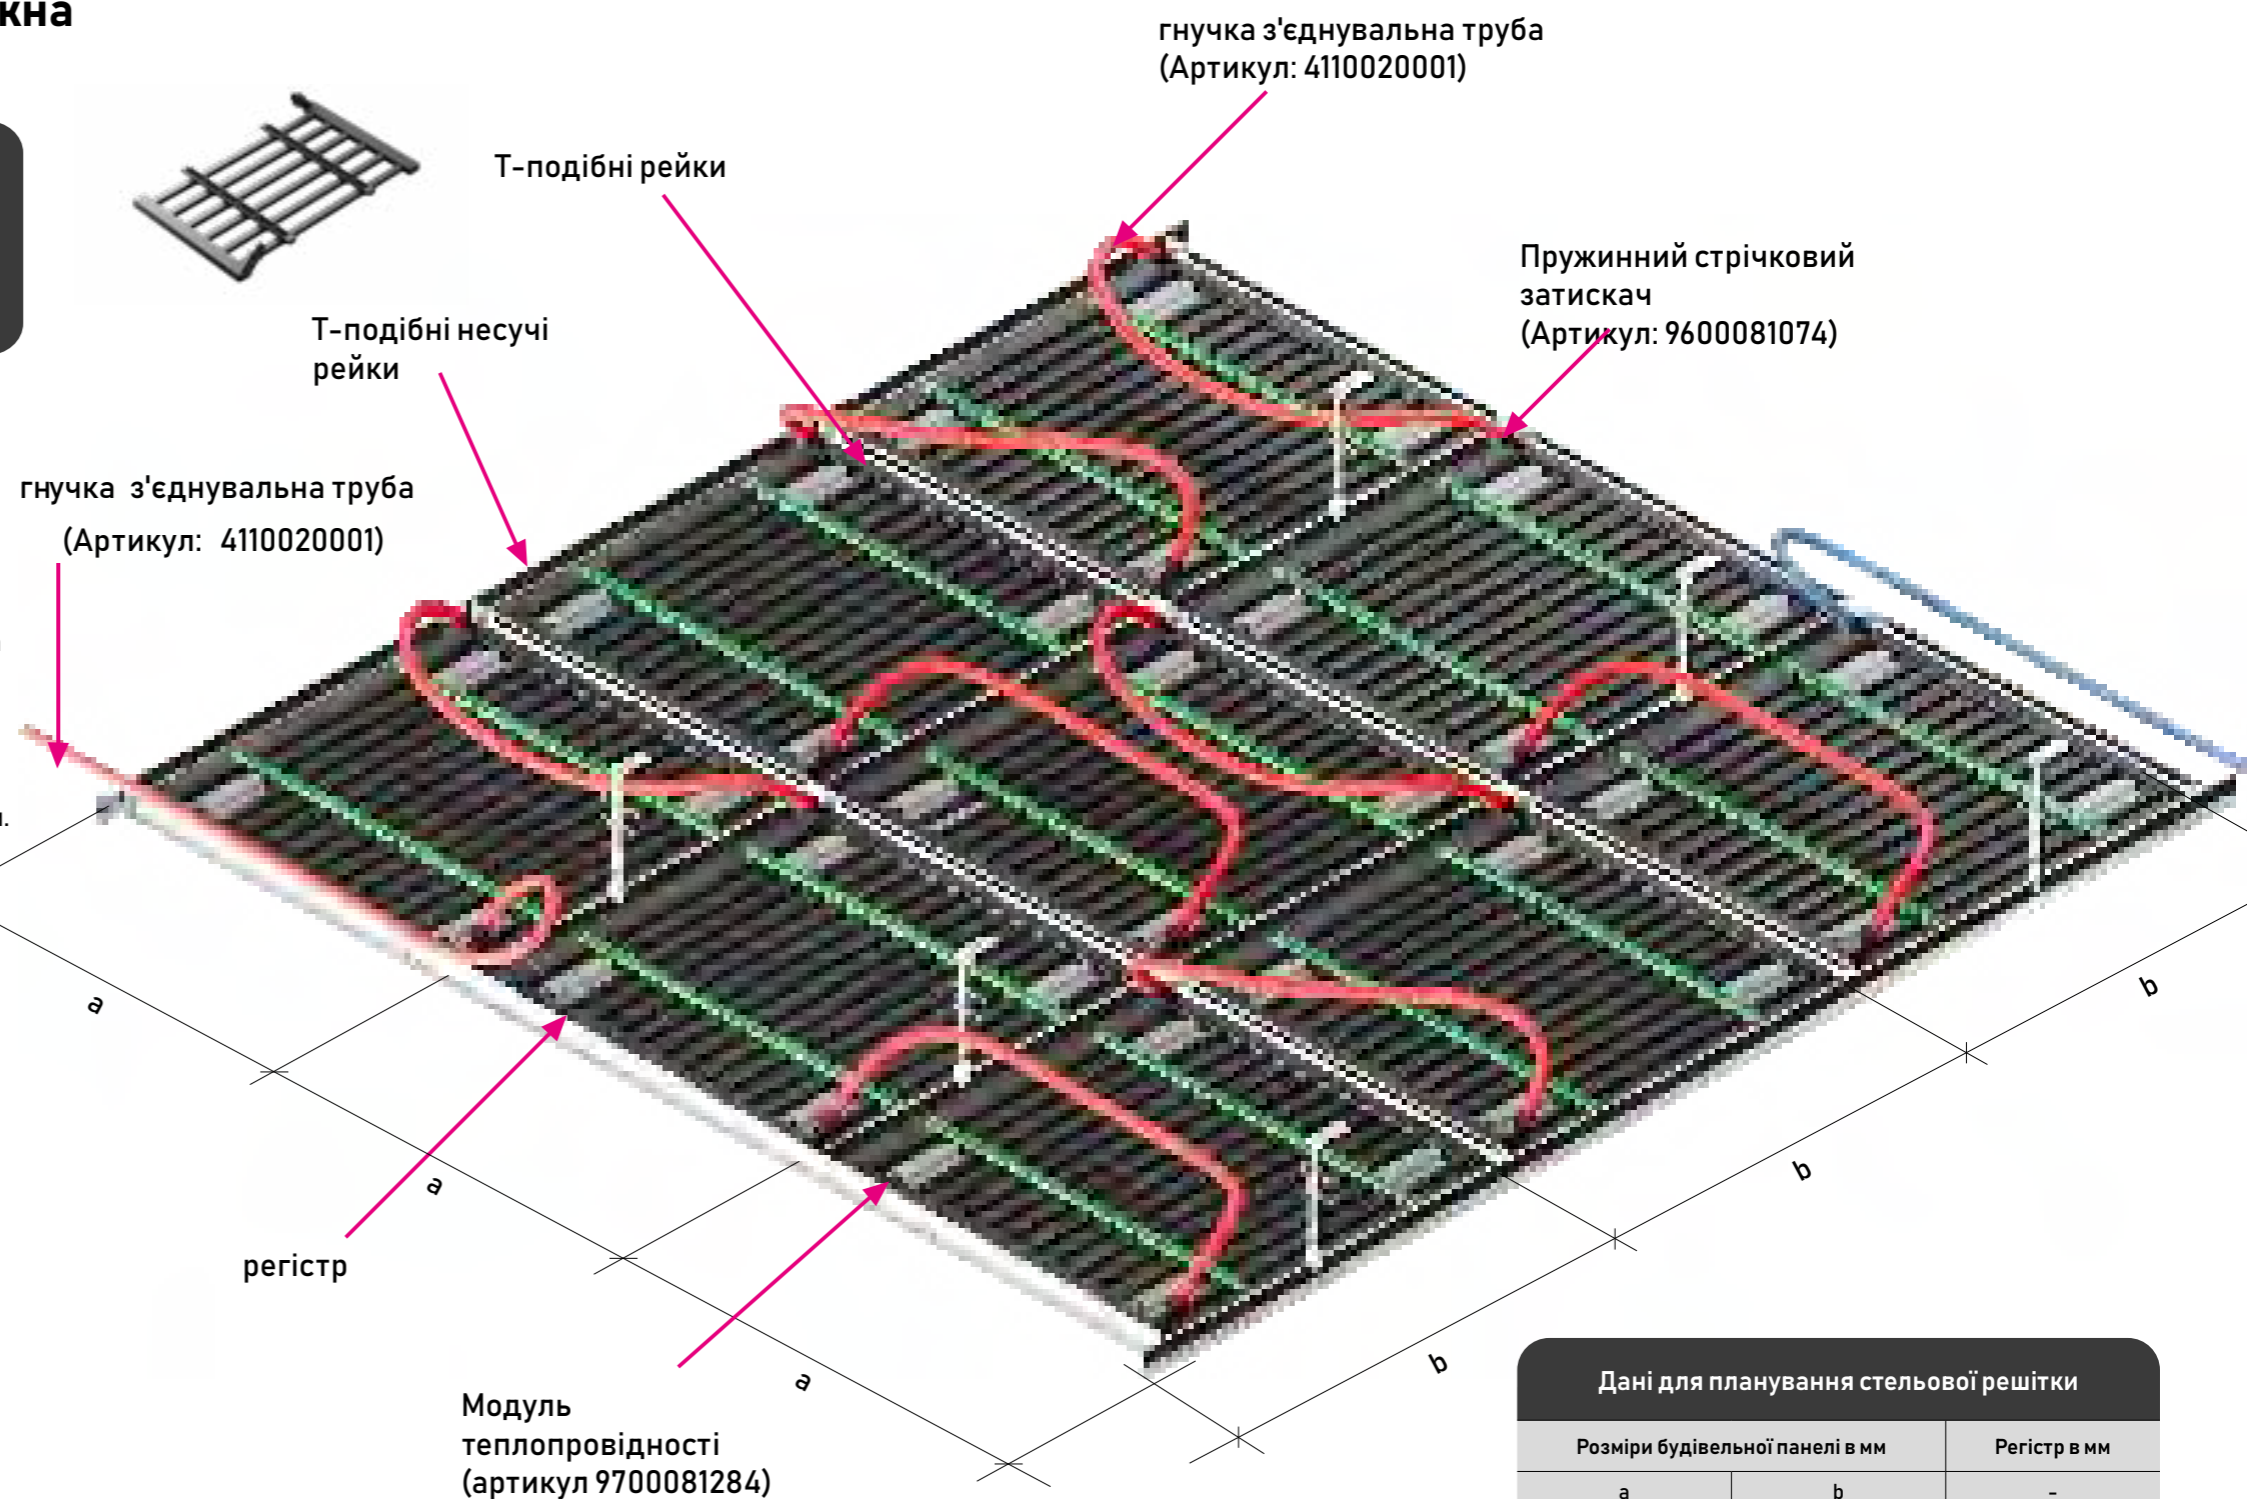 гнучка з'єднувальна труба
(Артикул: 4110020001)
Т-подібні рейки
Пружинний стрічковий
затискач
(Артикул: 9600081074)
Т-подібні несучі
рейки
гнучка з'єднувальна труба
(Артикул: 4110020001)
a
a
a
b
b
b
регістр
Модуль
теплопровідності
(артикул 9700081284)
Дані для планування стельової решітки
Розміри будівельної панелі в мм
Регістр в мм
a
b
-